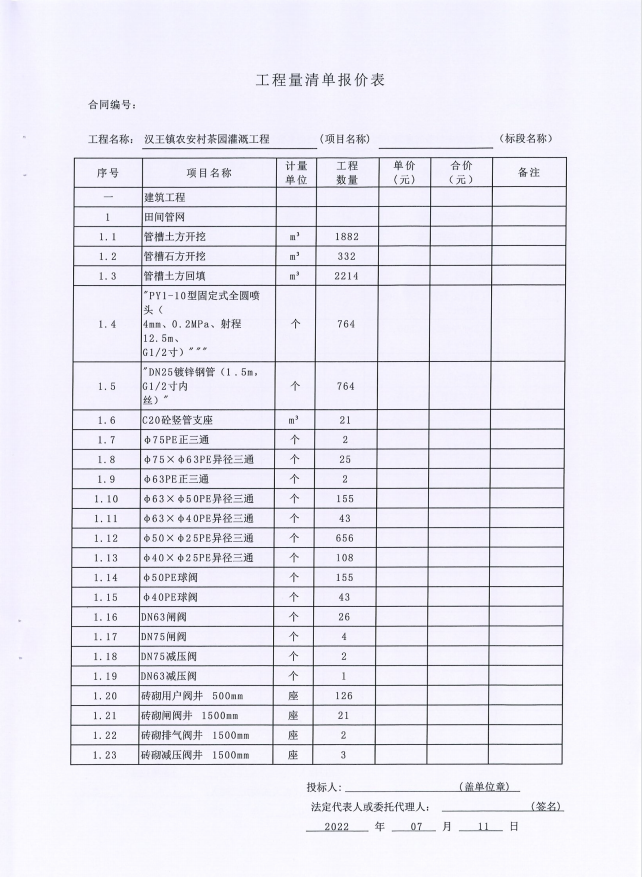 工程量清单报价表
合同编号：
工程名称： 汉王镇农安村茶园灌溉工程 （项目名称） （标段名称）
序号 项目名称 计量单位 工程数量 单价（元） 合价（元） 备注
一 建筑工程
1 田间管网
1.1 管槽土方开挖 m³ 1882
1.2 管槽石方开挖 m³ 332
1.3 管槽土方回填 m³ 2214
1.4 "PY1-10型固定式全圆喷
头（
4mm、0.2MPa、射程
12.5m、
G1/2寸）""" 个 764
1.5 "DN25镀锌钢管（1.5m，
G1/2寸内
丝）" 个 764
1.6 C20砼竖管支座 m³ 21
1.7 φ75PE正三通 个 2
1.8 φ75×φ63PE异径三通 个 25
1.9 φ63PE正三通 个 2
1.10 φ63×φ50PE异径三通 个 155
1.11 φ63×φ40PE异径三通 个 43
1.12 φ50×φ25PE异径三通 个 656
1.13 φ40×φ25PE异径三通 个 108
1.14 φ50PE球阀 个 155
1.15 φ40PE球阀 个 43
1.16 DN63闸阀 个 26
1.17 DN75闸阀 个 4
1.18 DN75减压阀 个 2
1.19 DN63减压阀 个 1
1.20 砖砌用户阀井 500mm 座 126
1.21 砖砌闸阀井 1500mm 座 21
1.22 砖砌排气阀井 1500mm 座 2
1.23 砖砌减压阀井 1500mm 座 3
投标人：（盖单位章）
法定代表人或委托代理人：（签名）
2022 年 07 月 11 日